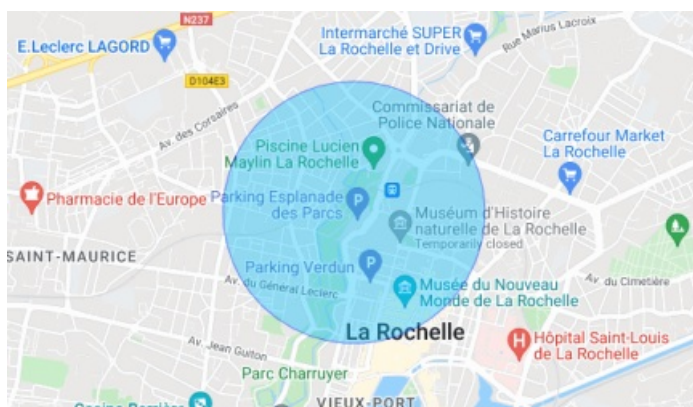 N237
E.Leclerc LAGORD
Intermarché SUPER
La Rochelle et Drive
Rue Marius Lacroix
D104E3
Av. des Corsaires
Commissariat de
Police Nationale
Piscine Lucien
Maylin La Rochelle
Carrefour Market
La Rochelle
Pharmacie de l'Europe
Parking Esplanade
des Parcs
P
Muséum d'Histoire
naturelle de La Rochelle
Temporarily closed
SAINT-MAURICE
Parking Verdun
P
Av. du Général Leclerc
Av. du Cimetière
Musée du Nouveau
Monde de La Rochelle
La Rochelle
H
Hôpital Saint-Louis
de La Rochelle
Av. Jean Guiton
Parc Charruyer
VIEUX-PORT